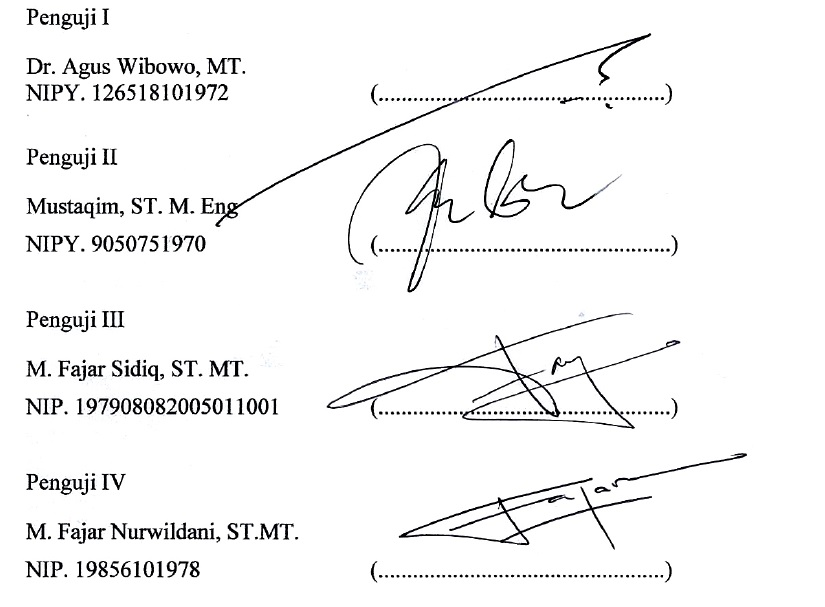 Penguji I
Dr. Agus Wibowo, MT.
NIPY. 126518101972 (....................................................)
Penguji II
Mustaqim, ST. M. Eng
NIPY. 9050751970 (.....................................................)
Penguji III
M. Fajar Sidiq, ST. MT.
NIP. 197908082005011001 (.....................................................)
Penguji IV
Fajar
M. Fajar Nurwildani, ST.MT.
NIP. 19856101978 (....................................................)